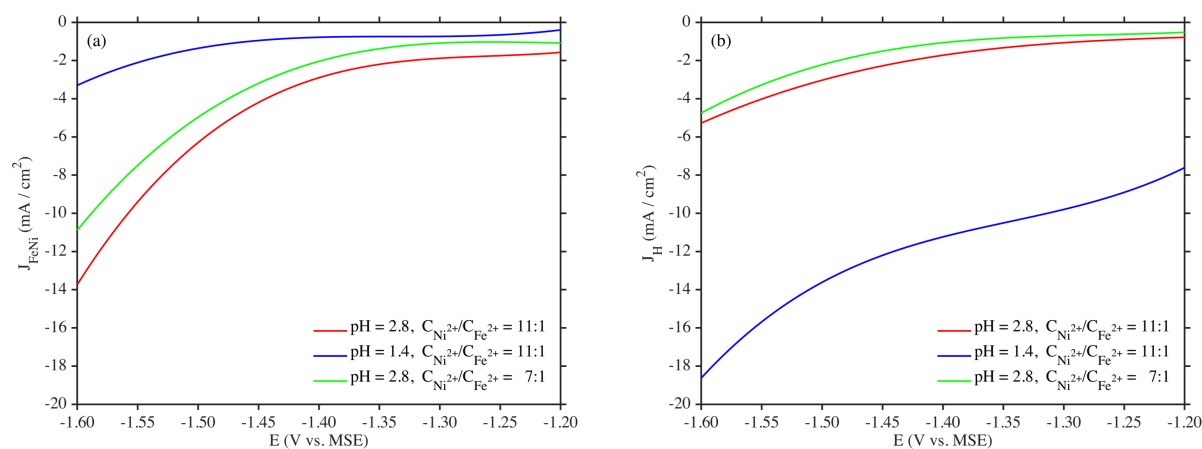 (a)
0
-2
-4
-6
-8
-10
-12
-14
-16
-18
-20
J_FeNi (mA / cm²)
pH = 2.8, C_Ni²⁺/C_Fe²⁺ = 11:1
pH = 1.4, C_Ni²⁺/C_Fe²⁺ = 11:1
pH = 2.8, C_Ni²⁺/C_Fe²⁺ = 7:1
-1.60 -1.55 -1.50 -1.45 -1.40 -1.35 -1.30 -1.25 -1.20
E (V vs. MSE)
(b)
0
-2
-4
-6
-8
-10
-12
-14
-16
-18
-20
J_H (mA / cm²)
pH = 2.8, C_Ni²⁺/C_Fe²⁺ = 11:1
pH = 1.4, C_Ni²⁺/C_Fe²⁺ = 11:1
pH = 2.8, C_Ni²⁺/C_Fe²⁺ = 7:1
-1.60 -1.55 -1.50 -1.45 -1.40 -1.35 -1.30 -1.25 -1.20
E (V vs. MSE)